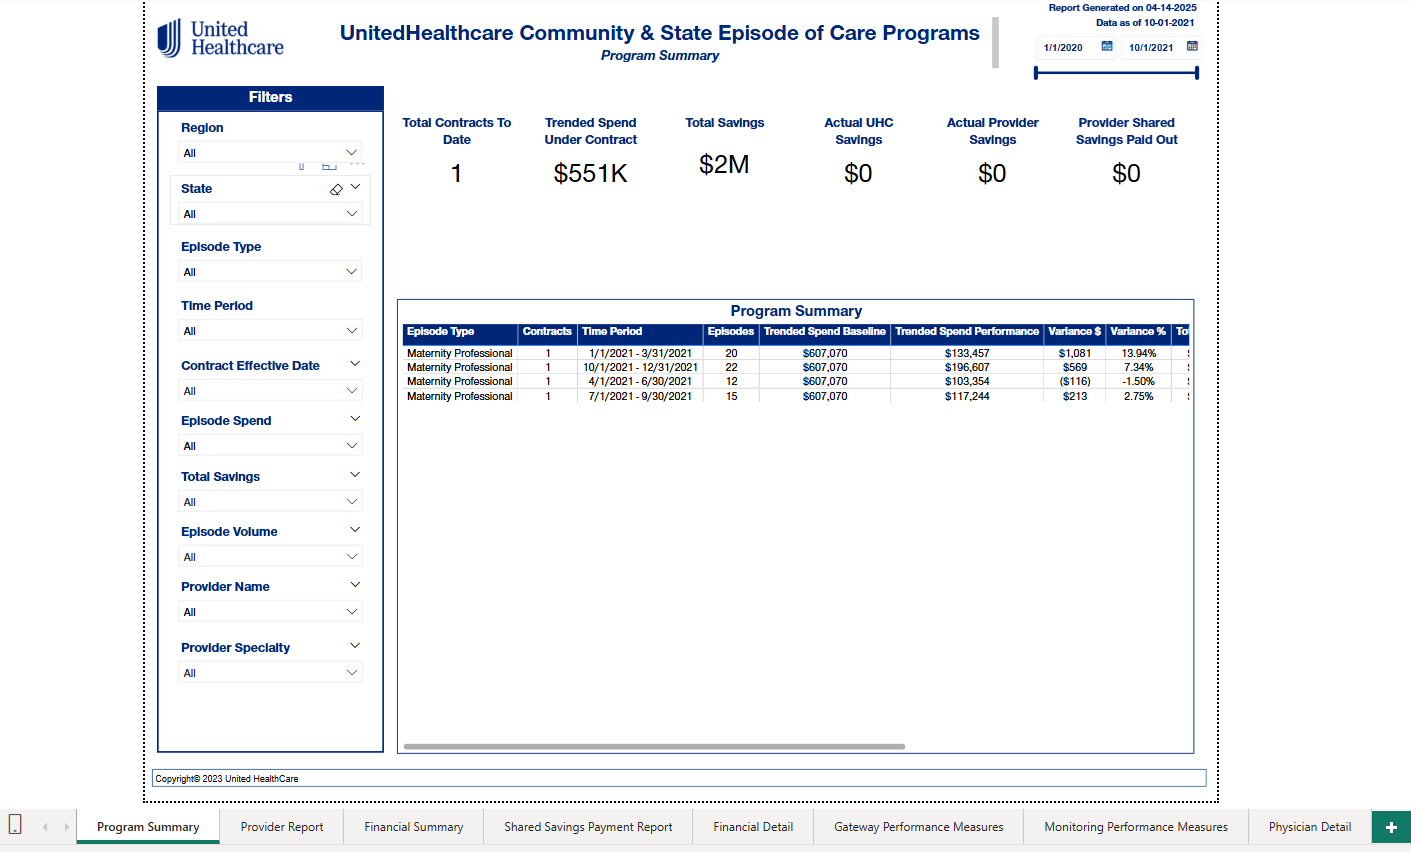 United
Healthcare
UnitedHealthcare Community & State Episode of Care Programs
Program Summary
Report Generated on 04-14-2025
Data as of 10-01-2021
1/1/2020
10/1/2021
Filters
Region
All
State
All
Episode Type
All
Time Period
All
Contract Effective Date
All
Episode Spend
All
Total Savings
All
Episode Volume
All
Provider Name
All
Provider Specialty
All
Total Contracts To
Date
1
Trended Spend
Under Contract
$551K
Total Savings
$2M
Actual UHC
Savings
$0
Actual Provider
Savings
$0
Provider Shared
Savings Paid Out
$0
Program Summary
Episode Type Contracts Time Period Episodes Trended Spend Baseline Trended Spend Performance Variance $ Variance %
Maternity Professional 1 1/1/2021 - 3/31/2021 20 $607,070 $133,457 $1,081 13.94%
Maternity Professional 1 10/1/2021 - 12/31/2021 22 $607,070 $196,607 $569 7.34%
Maternity Professional 1 4/1/2021 - 6/30/2021 12 $607,070 $103,354 ($116) -1.50%
Maternity Professional 1 7/1/2021 - 9/30/2021 15 $607,070 $117,244 $213 2.75%
Copyright© 2023 United HealthCare
Program Summary
Provider Report
Financial Summary
Shared Savings Payment Report
Financial Detail
Gateway Performance Measures
Monitoring Performance Measures
Physician Detail
+